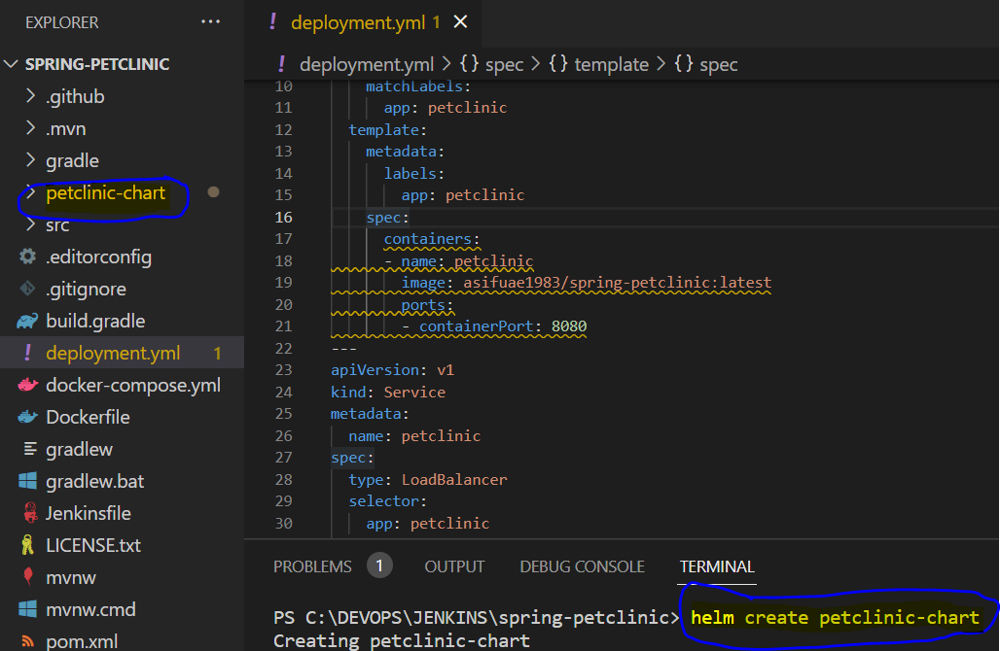 EXPLORER ...
SPRING-PETCLINIC
.github
.mvn
gradle
petclinic-chart
src
.editorconfig
.gitignore
build.gradle
! deployment.yml 1
docker-compose.yml
Dockerfile
gradlew
gradlew.bat
Jenkinsfile
LICENSE.txt
mvnw
mvnw.cmd
pom.xml
! deployment.yml 1 ×
! deployment.yml > {} spec > {} template > {} spec
10 matchLabels:
11 app: petclinic
12 template:
13 metadata:
14 labels:
15 app: petclinic
16 spec:
17 containers:
18 - name: petclinic
19 image: asifuae1983/spring-petclinic:latest
20 ports:
21 - containerPort: 8080
22 ---
23 apiVersion: v1
24 kind: Service
25 metadata:
26 name: petclinic
27 spec:
28 type: LoadBalancer
29 selector:
30 app: petclinic
PROBLEMS 1 OUTPUT DEBUG CONSOLE TERMINAL
PS C:\DEVOPS\JENKINS\spring-petclinic> helm create petclinic-chart
Creating petclinic-chart